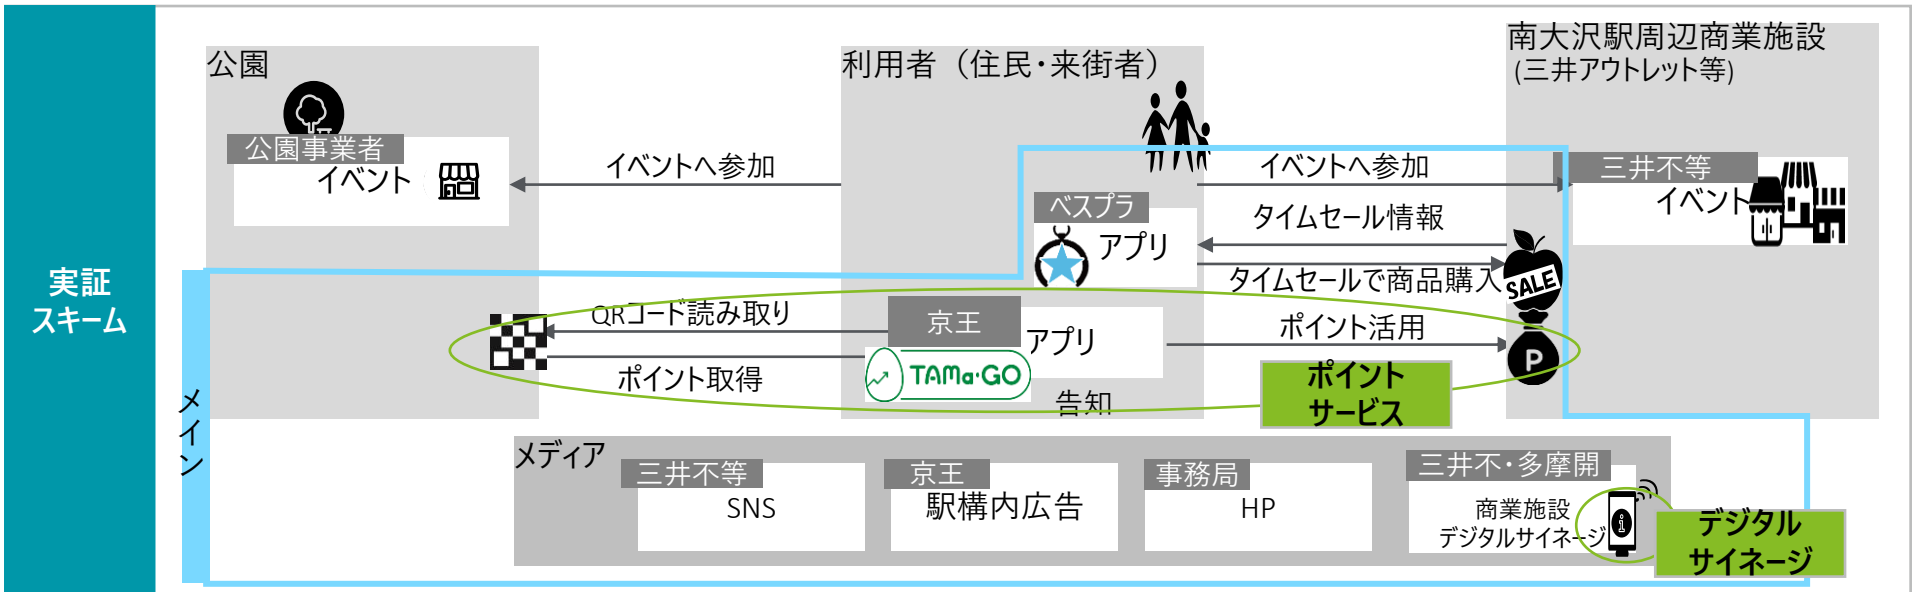 実証
スキーム
メイン
公園
公園事業者
イベント
イベントへ参加
利用者（住民・来街者）
イベントへ参加
南大沢駅周辺商業施設
(三井アウトレット等)
三井不等
イベント
ベスプラ
アプリ
タイムセール情報
タイムセールで商品購入
SALE
QRコード読み取り
ポイント取得
京王
アプリ
TAMa·GO
告知
ポイント活用
P
ポイント
サービス
メディア
三井不等
SNS
京王
駅構内広告
事務局
HP
三井不・多摩開
商業施設
デジタルサイネージ
i
デジタル
サイネージ